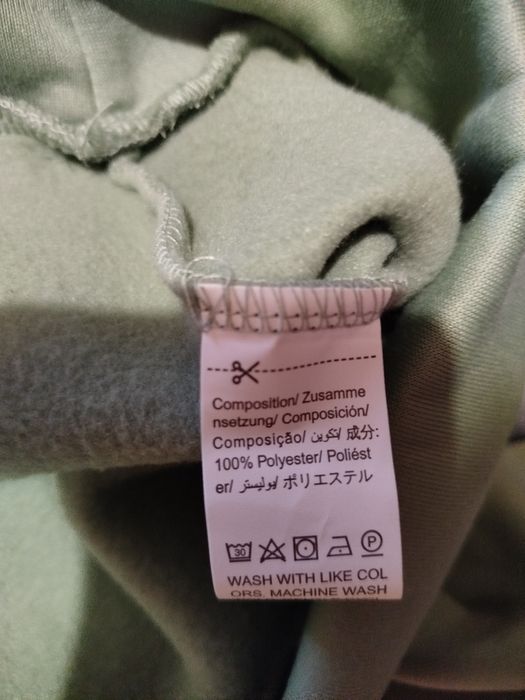 Composition/ Zusamme
nsetzung/ Composición/
Composição/ تكوين/ 成分:
100% Polyester/ Poliést
er/ بوليستر/ ポリエステル
30 P
WASH WITH LIKE COL
ORS, MACHINE WASH